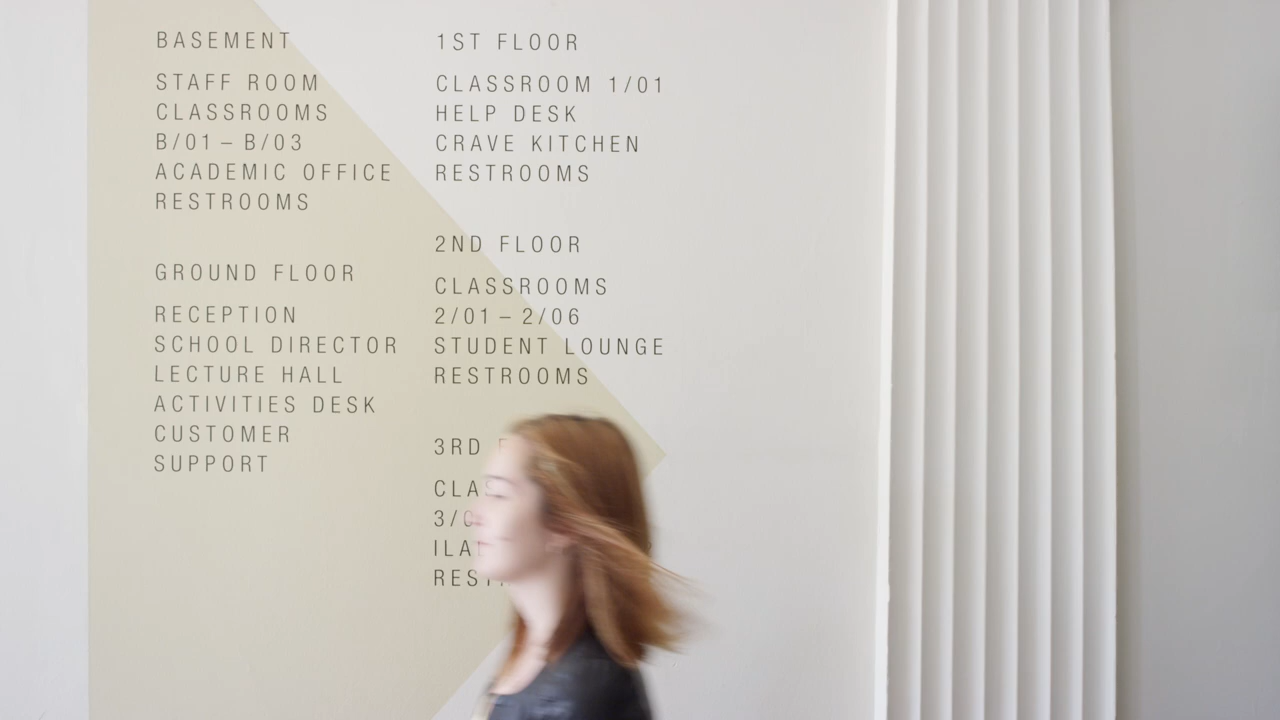 BASEMENT
STAFF ROOM
CLASSROOMS
B/01 – B/03
ACADEMIC OFFICE
RESTROOMS
GROUND FLOOR
RECEPTION
SCHOOL DIRECTOR
LECTURE HALL
ACTIVITIES DESK
CUSTOMER
SUPPORT
1ST FLOOR
CLASSROOM 1/01
HELP DESK
CRAVE KITCHEN
RESTROOMS
2ND FLOOR
CLASSROOMS
2/01 – 2/06
STUDENT LOUNGE
RESTROOMS
3RD